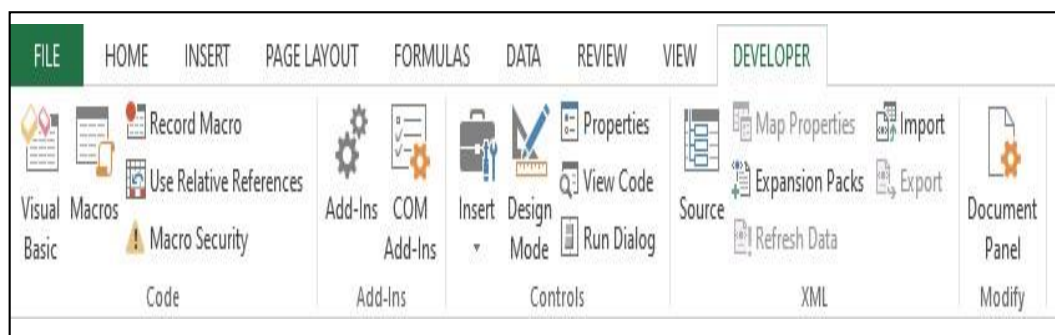 FILE HOME INSERT PAGE LAYOUT FORMULAS DATA REVIEW VIEW DEVELOPER
Visual
Basic
Macros
Record Macro
Use Relative References
Macro Security
Code
Add-Ins
COM
Add-Ins
Add-Ins
Insert
Design
Mode
Properties
View Code
Run Dialog
Controls
Source
Map Properties
Expansion Packs
Refresh Data
Import
Export
XML
Document
Panel
Modify